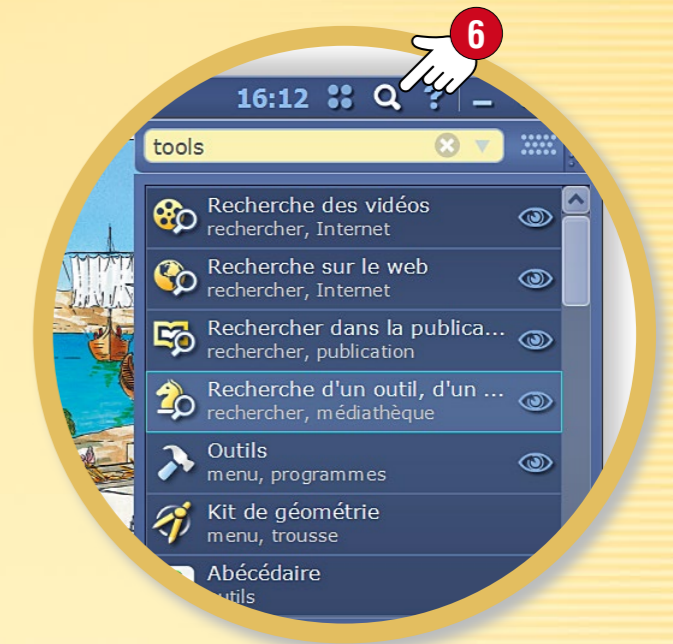 6
16:12 ?
tools
Recherche des vidéos
rechercher, Internet
Recherche sur le web
rechercher, Internet
Rechercher dans la publica...
rechercher, publication
Recherche d'un outil, d'un ...
rechercher, médiathèque
Outils
menu, programmes
Kit de géométrie
menu, trousse
Abécédaire